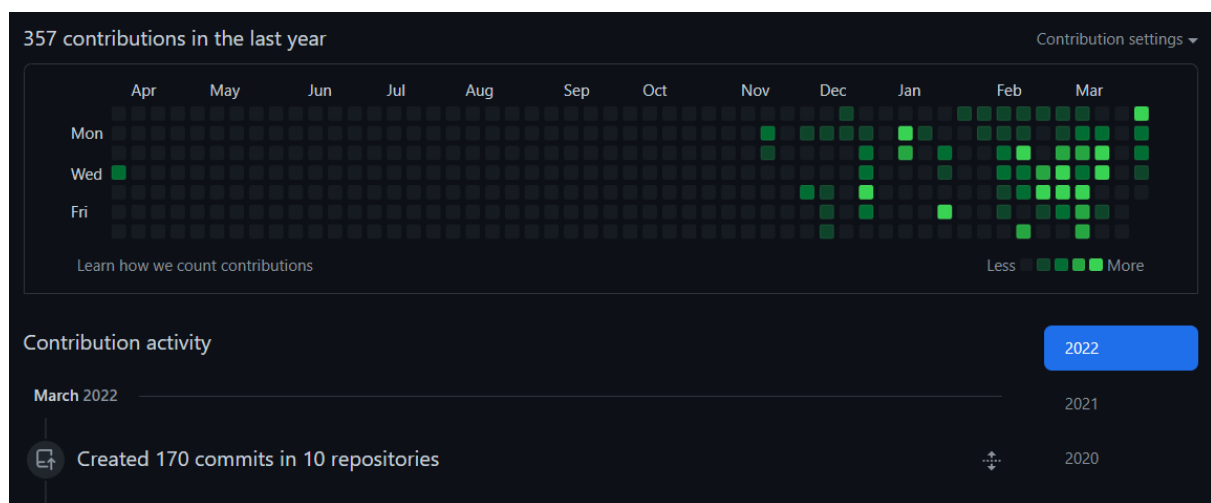 357 contributions in the last year
Contribution settings
Apr May Jun Jul Aug Sep Oct Nov Dec Jan Feb Mar
Mon
Wed
Fri
Learn how we count contributions
Less More
Contribution activity
2022
March 2022
2021
Created 170 commits in 10 repositories
2020